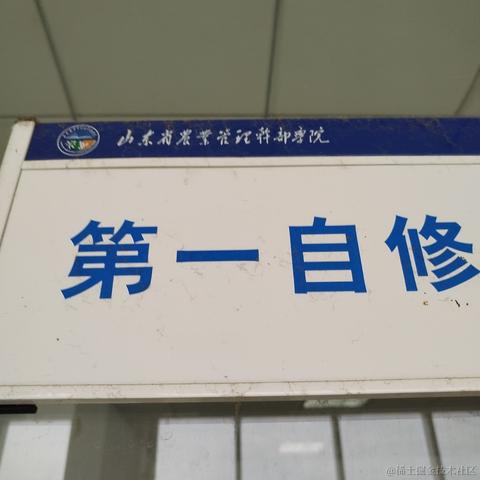 山东省农业管理干部学院
第一自修
@稀土掘金技术社区